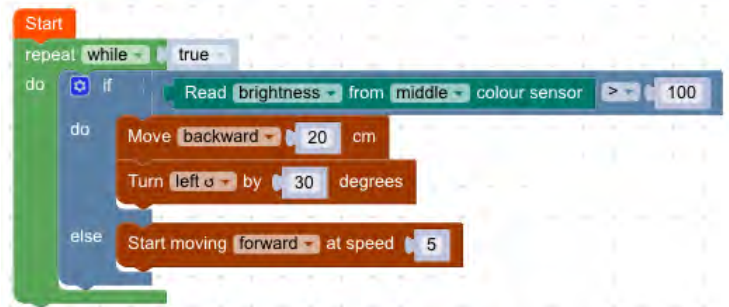 Start
repeat while true
do if Read brightness from middle colour sensor > 100
do Move backward 20 cm
Turn left ↺ by 30 degrees
else Start moving forward at speed 5